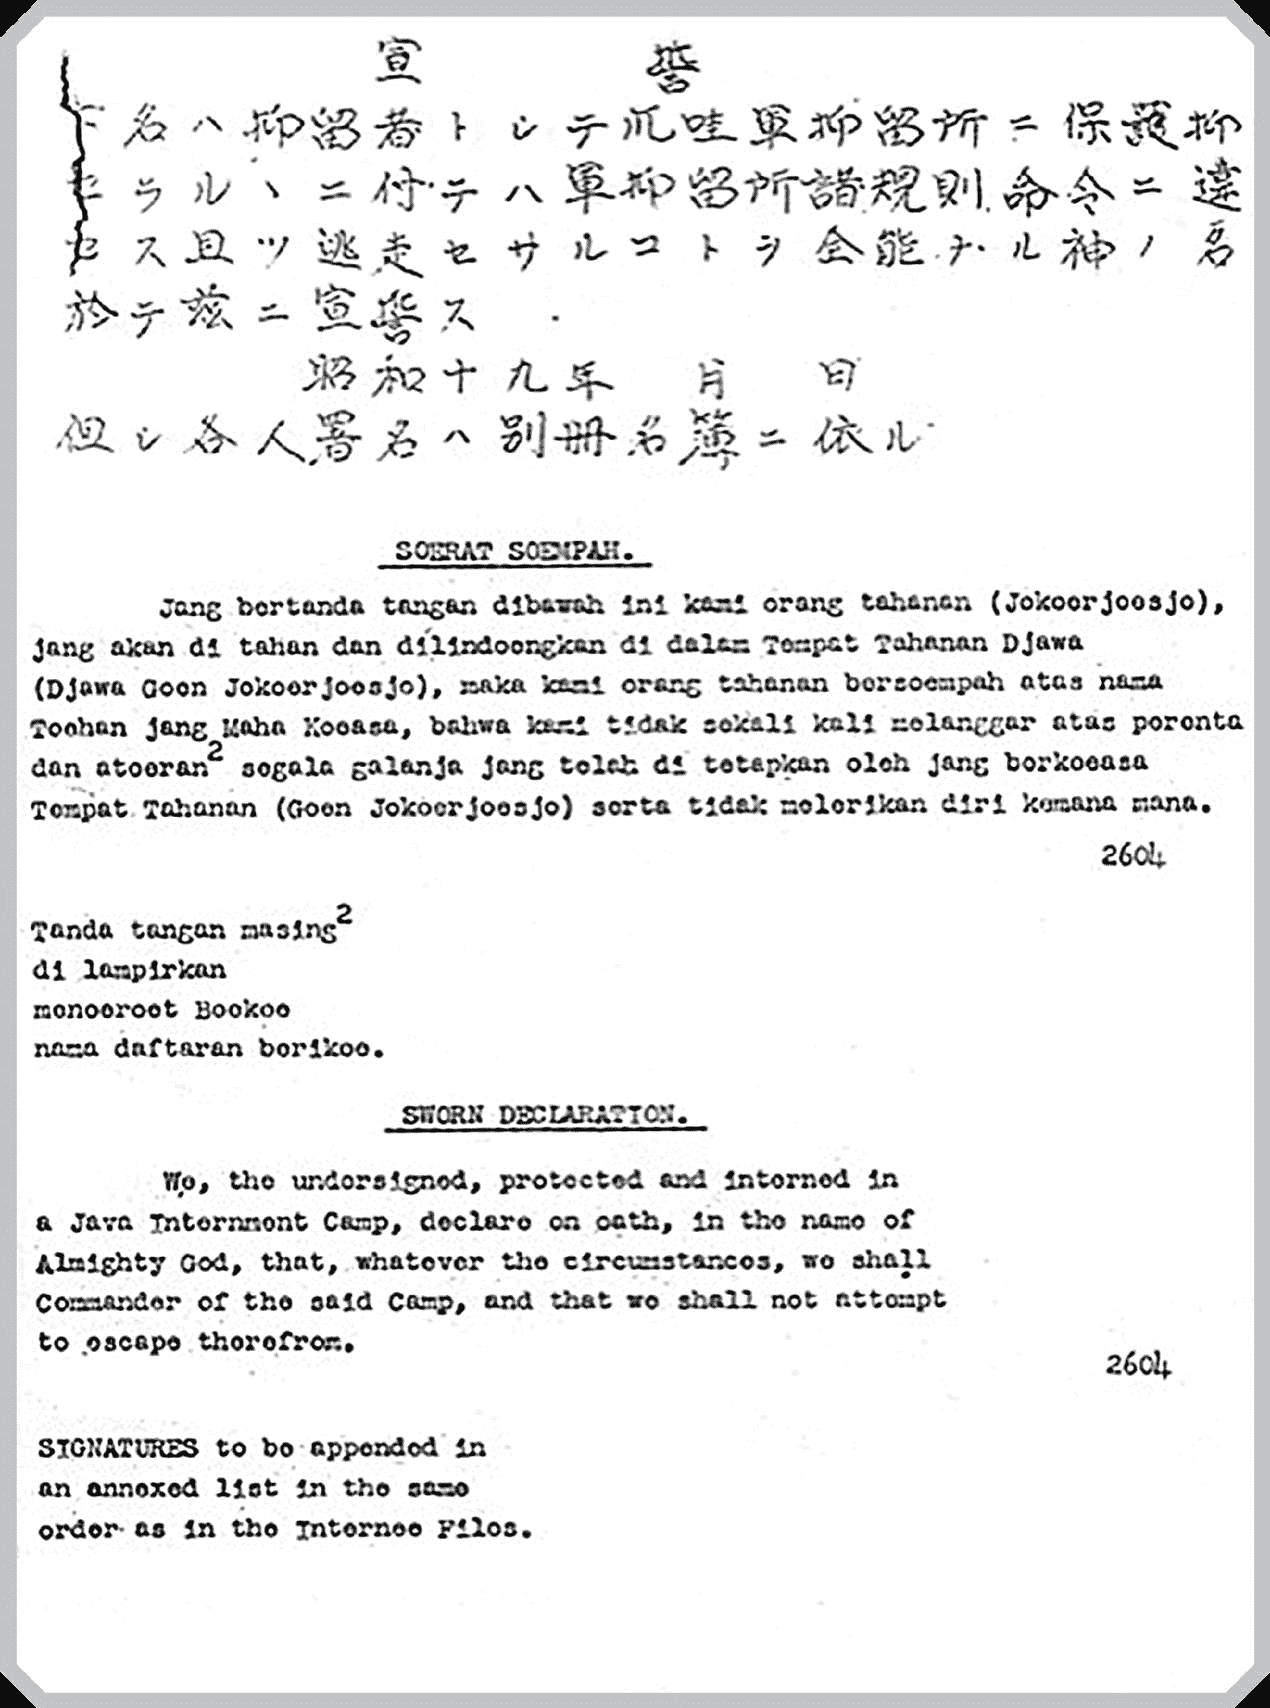 宣 誓
下名ハ抑留者トシテ爪哇軍抑留所ニ保護抑
セラルヽニ付テハ軍抑留所諸規則命令ニ違
セス且ツ逃走セサルコトヲ全能ナル神ノ名
於テ茲ニ宣誓ス
昭和十九年 月 日
但シ各人署名ハ別冊名簿ニ依ル
SOERAT SOEMPAH.
Jang bertanda tangan dibawah ini kami orang tahanan (Jokoerjoesjo),
jang akan di tahan dan dilindoengkan di dalam Tempat Tahanan Djawa
(Djawa Goen Jokoerjoesjo), maka kami orang tahanan bersoempah atas nama
Toehan jang Maha Koeasa, bahwa kami tidak sekali kali melanggar atas perenta
dan atoeran2 segala galanja jang telah di tetapkan oleh jang berkoeasa
Tempat Tahanan (Goen Jokoerjoesjo) serta tidak melerikan diri kemana mana.
2604
Tanda tangan masing2
di lampirkan
menoeroet Boekoe
nama daftaran berikoe.
SWORN DECLARATION.
We, the undersigned, protected and interned in
a Java Internment Camp, declare on oath, in the name of
Almighty God, that, whatever the circumstances, we shall
Commander of the said Camp, and that we shall not attempt
to escape therefrom.
2604
SIGNATURES to be appended in
an annexed list in the same
order as in the Internee Files.